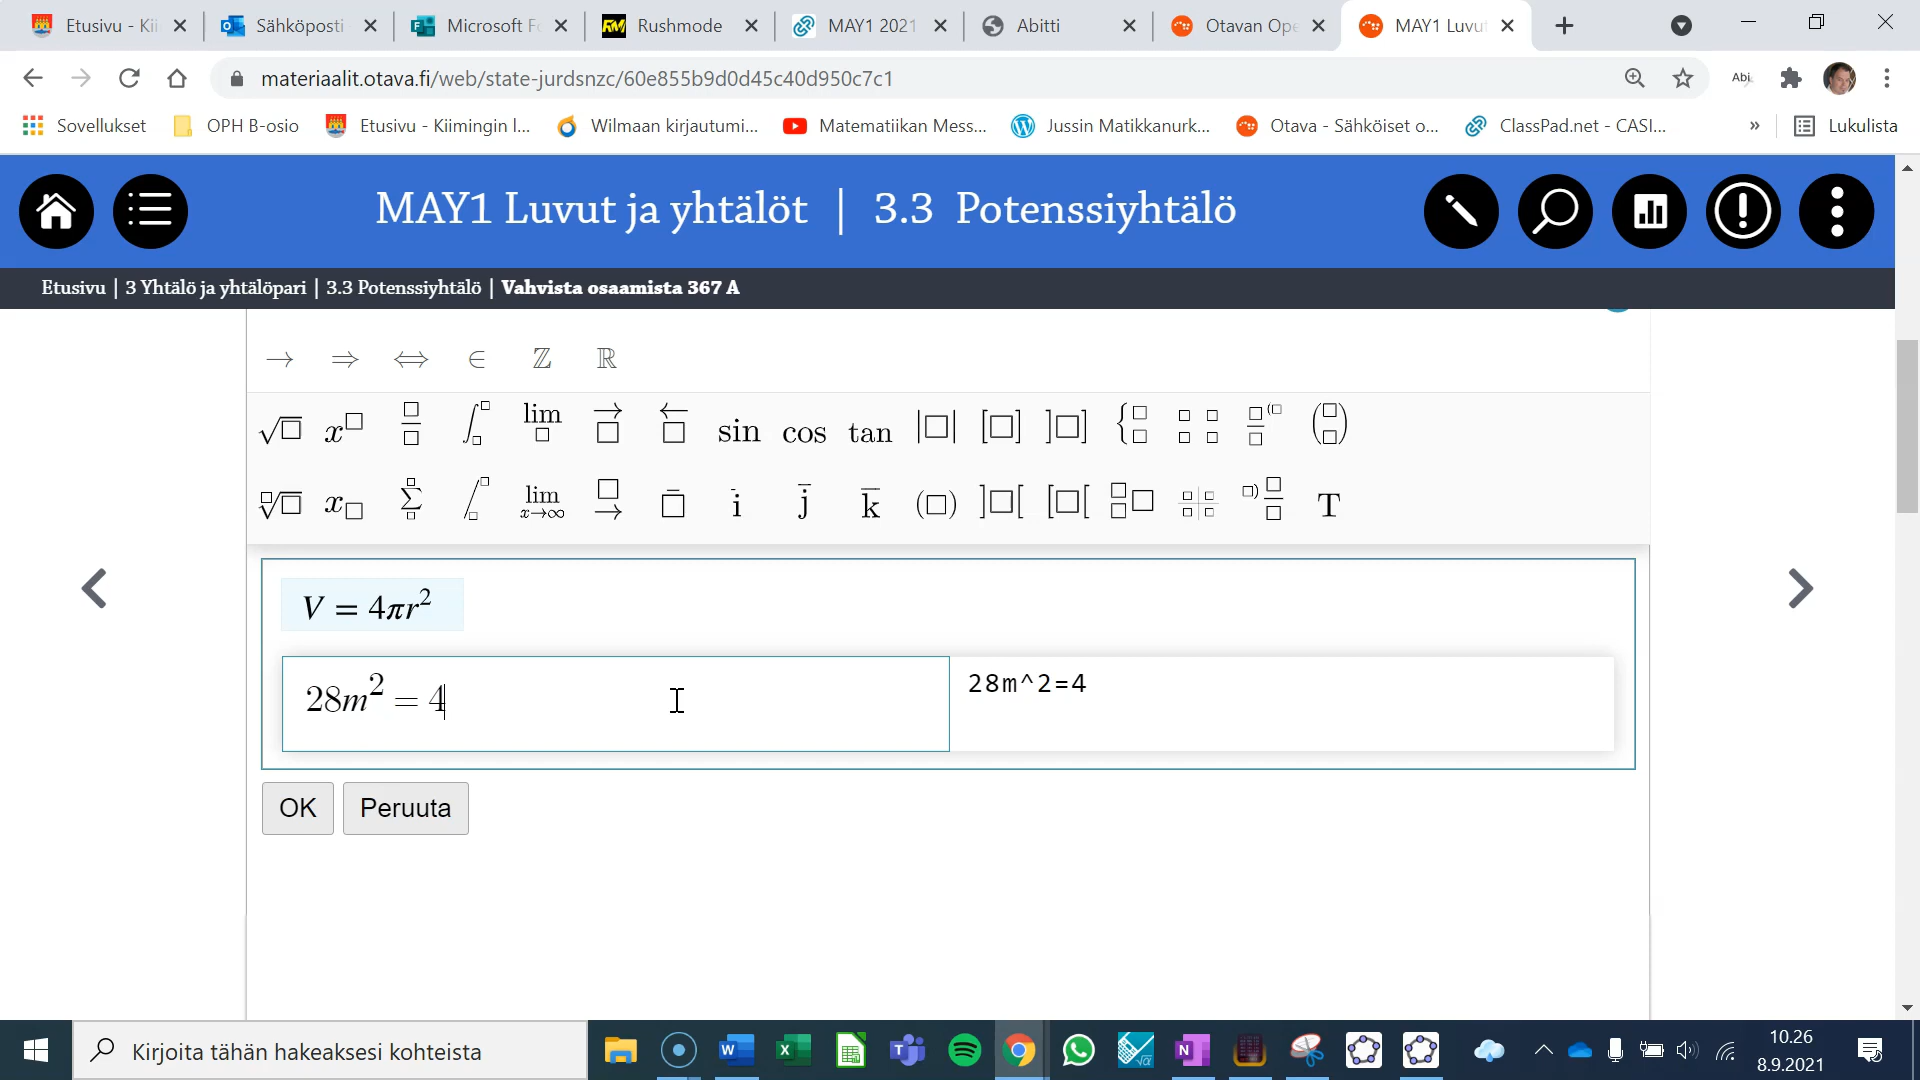 Etusivu - Kii
Sähköposti
Microsoft Fo
Rushmode
MAY1 2021
Abitti
Otavan Ope
MAY1 Luvut
materiaalit.otava.fi/web/state-jurdsnzc/60e855b9d0d45c40d950c7c1
Abi
Sovellukset
OPH B-osio
Etusivu - Kiimingin l...
Wilmaan kirjautumi...
Matematiikan Mess...
Jussin Matikkanurk...
Otava - Sähköiset o...
ClassPad.net - CASI...
»
Lukulista
MAY1 Luvut ja yhtälöt | 3.3 Potenssiyhtälö
Etusivu | 3 Yhtälö ja yhtälöpari | 3.3 Potenssiyhtälö | Vahvista osaamista 367 A
→ ⇒ ⇔ ∈ ℤ ℝ
√□ x^□ □/□ ∫ lim □ → □ ← □ sin cos tan |□| [□] ]□]
□√□ x_□ Σ lim x→∞ □ → □ i j k (□) ]□[ [□[ T
V = 4πr²
28m² = 4
28m^2=4
OK
Peruuta
Kirjoita tähän hakeaksesi kohteista
10.26
8.9.2021